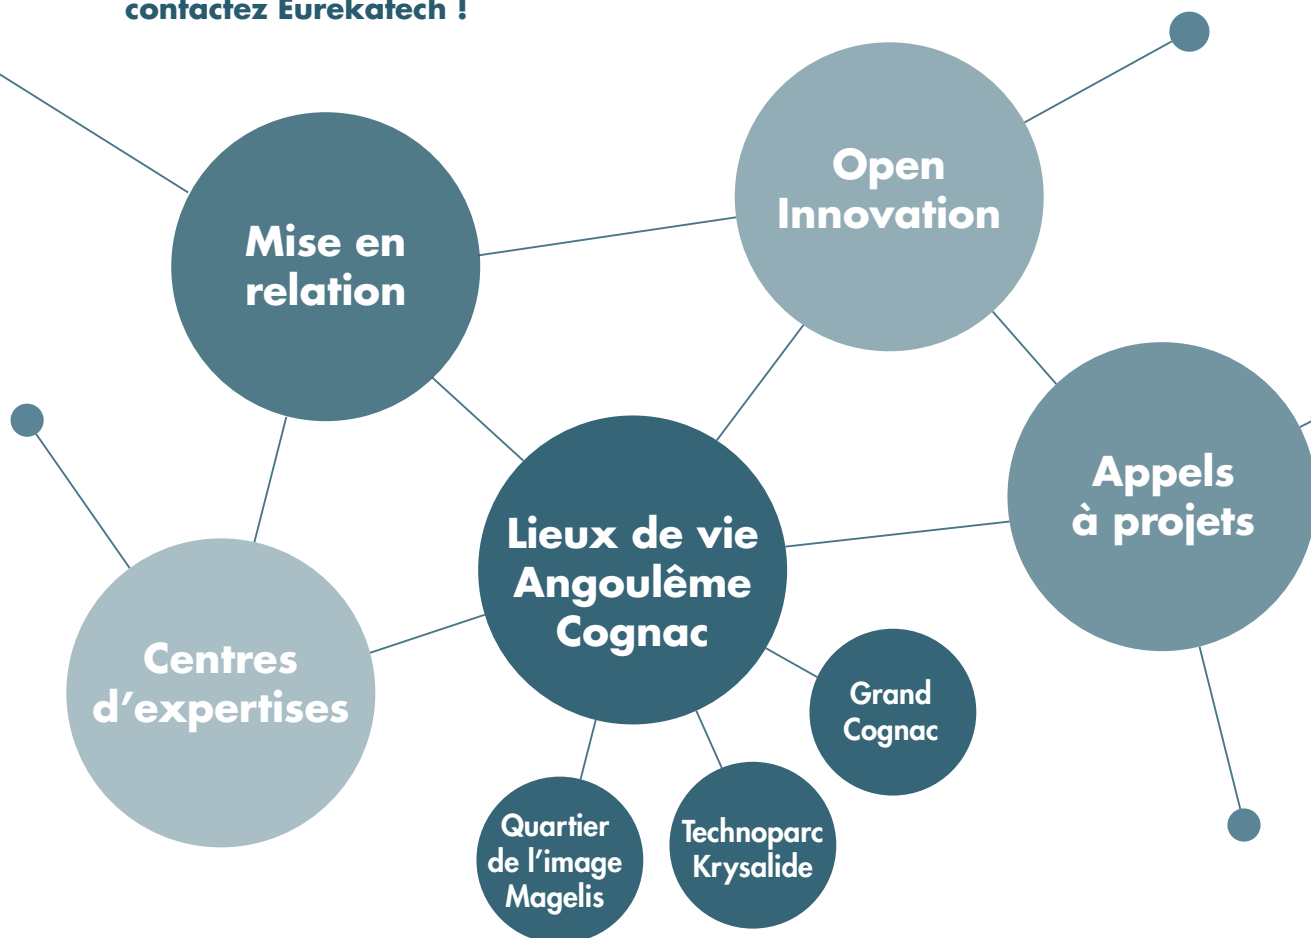 contactez Eurekatech !
Open
Innovation
Mise en
relation
Appels
à projets
Lieux de vie
Angoulême
Cognac
Centres
d'expertises
Grand
Cognac
Quartier
de l'image
Magelis
Technoparc
Krysalide